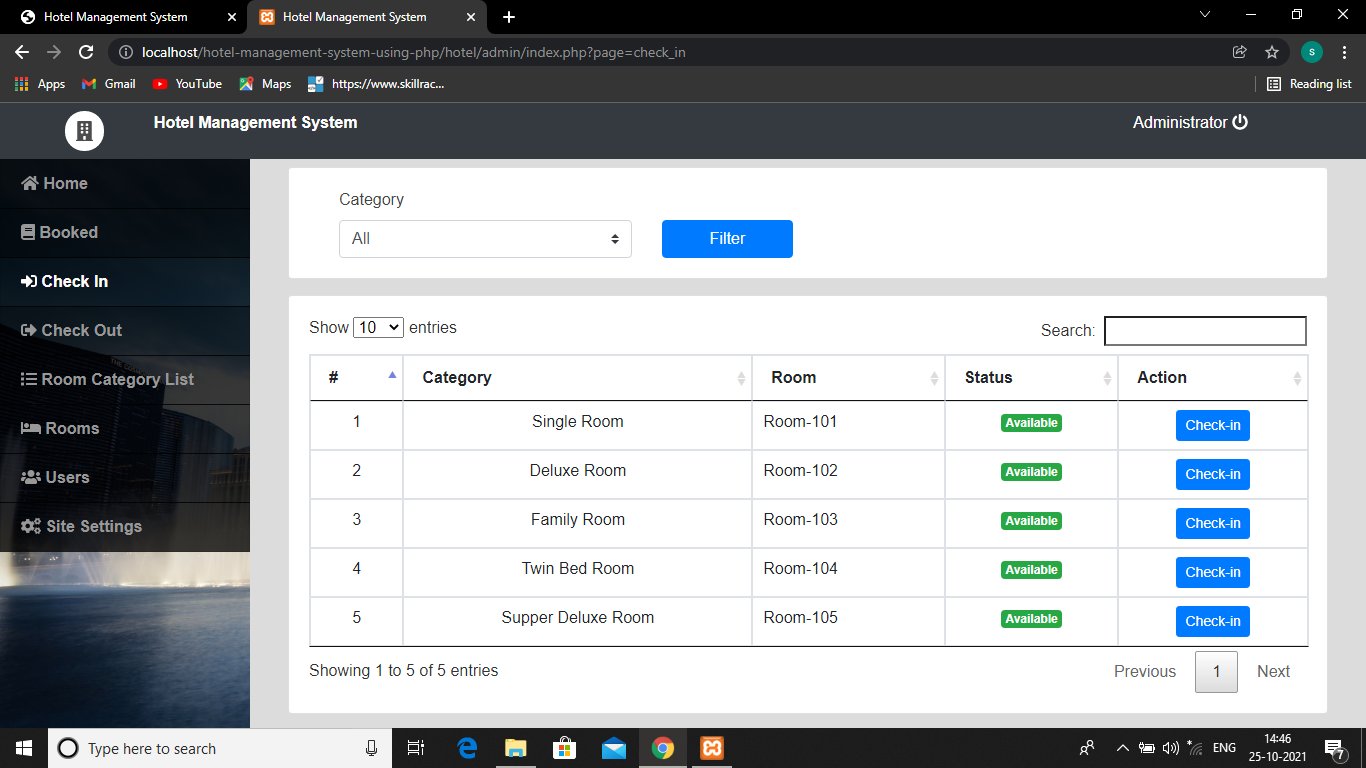 Hotel Management System
Hotel Management System
localhost/hotel-management-system-using-php/hotel/admin/index.php?page=check_in
s
Apps
Gmail
YouTube
Maps
https://www.skillrac...
Reading list
Hotel Management System
Administrator
Home
Booked
Check In
Check Out
Room Category List
Rooms
Users
Site Settings
Category
All
Filter
Show 10 entries
Search:
# Category Room Status Action
1 Single Room Room-101 Available Check-in
2 Deluxe Room Room-102 Available Check-in
3 Family Room Room-103 Available Check-in
4 Twin Bed Room Room-104 Available Check-in
5 Supper Deluxe Room Room-105 Available Check-in
Showing 1 to 5 of 5 entries
Previous 1 Next
Type here to search
ENG
14:46
25-10-2021
7